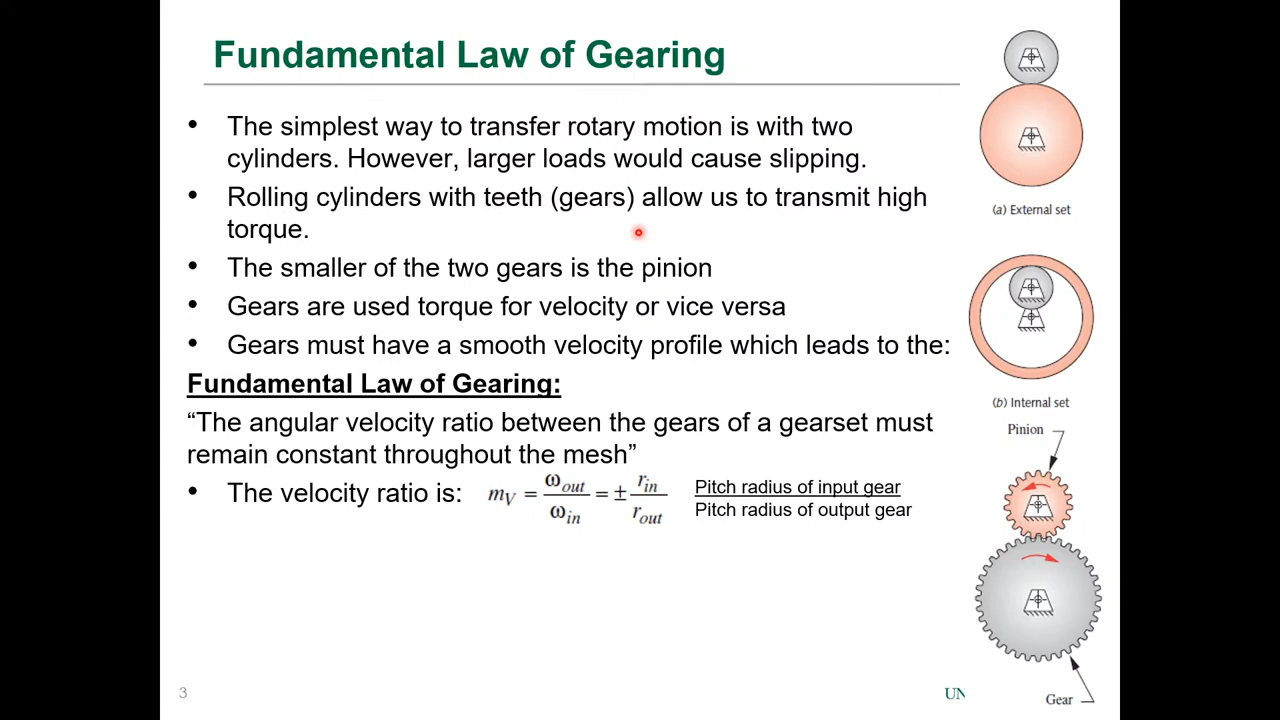 Fundamental Law of Gearing
• The simplest way to transfer rotary motion is with two
cylinders. However, larger loads would cause slipping.
• Rolling cylinders with teeth (gears) allow us to transmit high
torque.
• The smaller of the two gears is the pinion
• Gears are used torque for velocity or vice versa
• Gears must have a smooth velocity profile which leads to the:
Fundamental Law of Gearing:
“The angular velocity ratio between the gears of a gearset must
remain constant throughout the mesh”
• The velocity ratio is: m_V = ω_out / ω_in = ± r_in / r_out
Pitch radius of input gear
Pitch radius of output gear
(a) External set
(b) Internal set
Pinion
Gear
3
UN